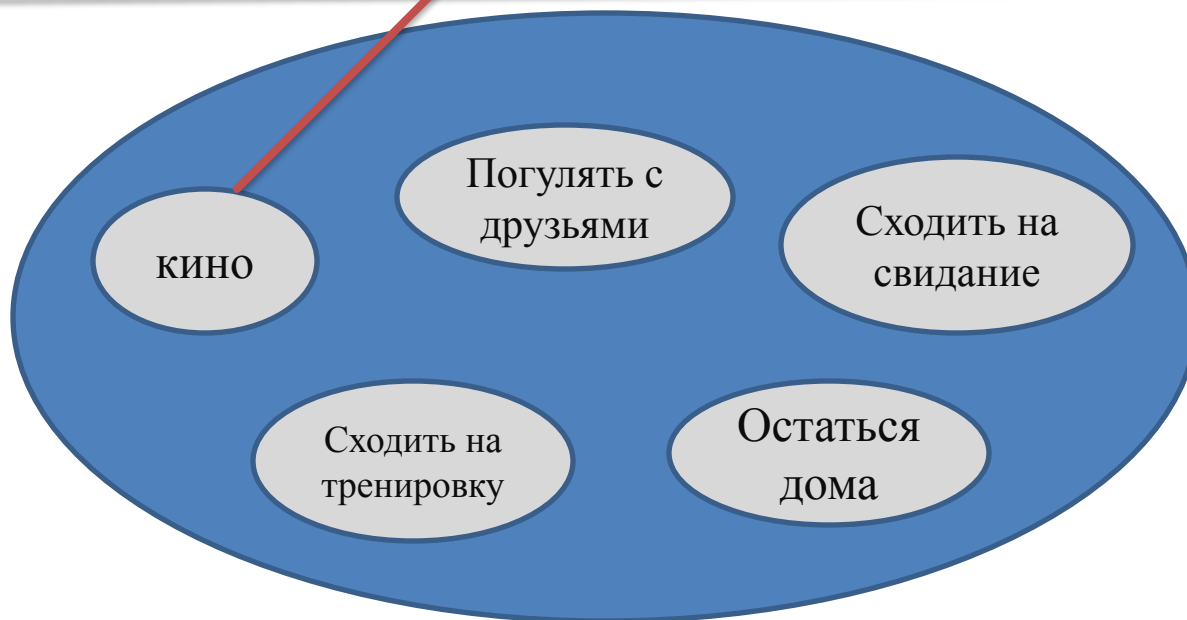 Погулять с
друзьями
Сходить на
свидание
кино
Сходить на
тренировку
Остаться
дома